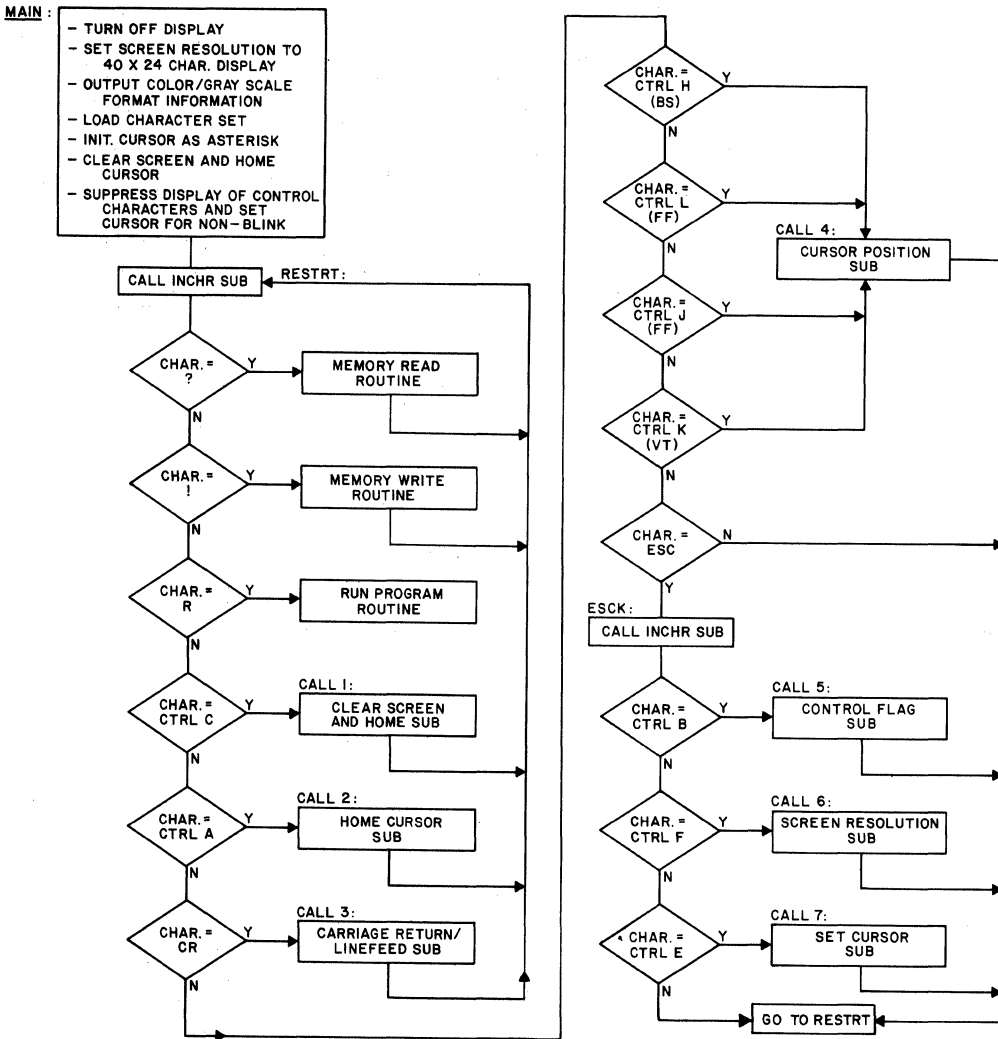 MAIN :
- TURN OFF DISPLAY
- SET SCREEN RESOLUTION TO
40 X 24 CHAR. DISPLAY
- OUTPUT COLOR/GRAY SCALE
FORMAT INFORMATION
- LOAD CHARACTER SET
- INIT. CURSOR AS ASTERISK
- CLEAR SCREEN AND HOME
CURSOR
- SUPPRESS DISPLAY OF CONTROL
CHARACTERS AND SET
CURSOR FOR NON-BLINK
CALL INCHR SUB
RESTRT:
CHAR. =
?
Y
N
MEMORY READ
ROUTINE
CHAR. =
!
Y
N
MEMORY WRITE
ROUTINE
CHAR. =
R
Y
N
RUN PROGRAM
ROUTINE
CHAR. =
CTRL C
Y
N
CALL 1:
CLEAR SCREEN
AND HOME SUB
CHAR. =
CTRL A
Y
N
CALL 2:
HOME CURSOR
SUB
CHAR. =
CR
Y
N
CALL 3:
CARRIAGE RETURN/
LINEFEED SUB
CHAR. =
CTRL H
(BS)
Y
N
CHAR. =
CTRL L
(FF)
Y
N
CALL 4:
CURSOR POSITION
SUB
CHAR. =
CTRL J
(FF)
Y
N
CHAR. =
CTRL K
(VT)
Y
N
CHAR. =
ESC
N
Y
ESCK:
CALL INCHR SUB
CHAR. =
CTRL B
Y
N
CALL 5:
CONTROL FLAG
SUB
CHAR. =
CTRL F
Y
N
CALL 6:
SCREEN RESOLUTION
SUB
CHAR. =
CTRL E
Y
N
CALL 7:
SET CURSOR
SUB
GO TO RESTRT